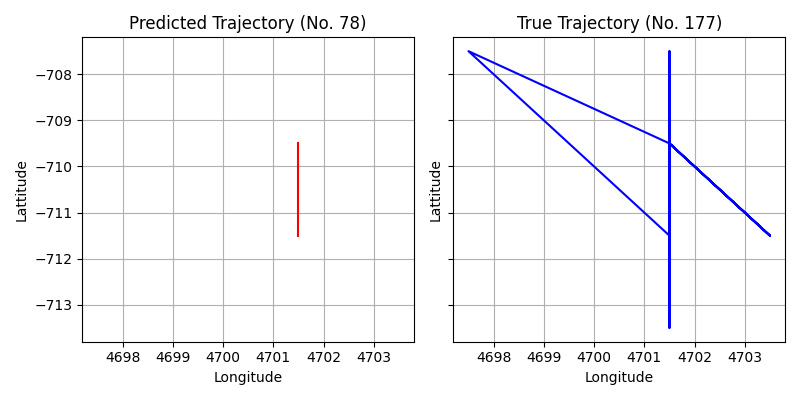 Predicted Trajectory (No. 78)
True Trajectory (No. 177)
Lattitude
−708
−709
−710
−711
−712
−713
4698 4699 4700 4701 4702 4703
Longitude
Lattitude
4698 4699 4700 4701 4702 4703
Longitude